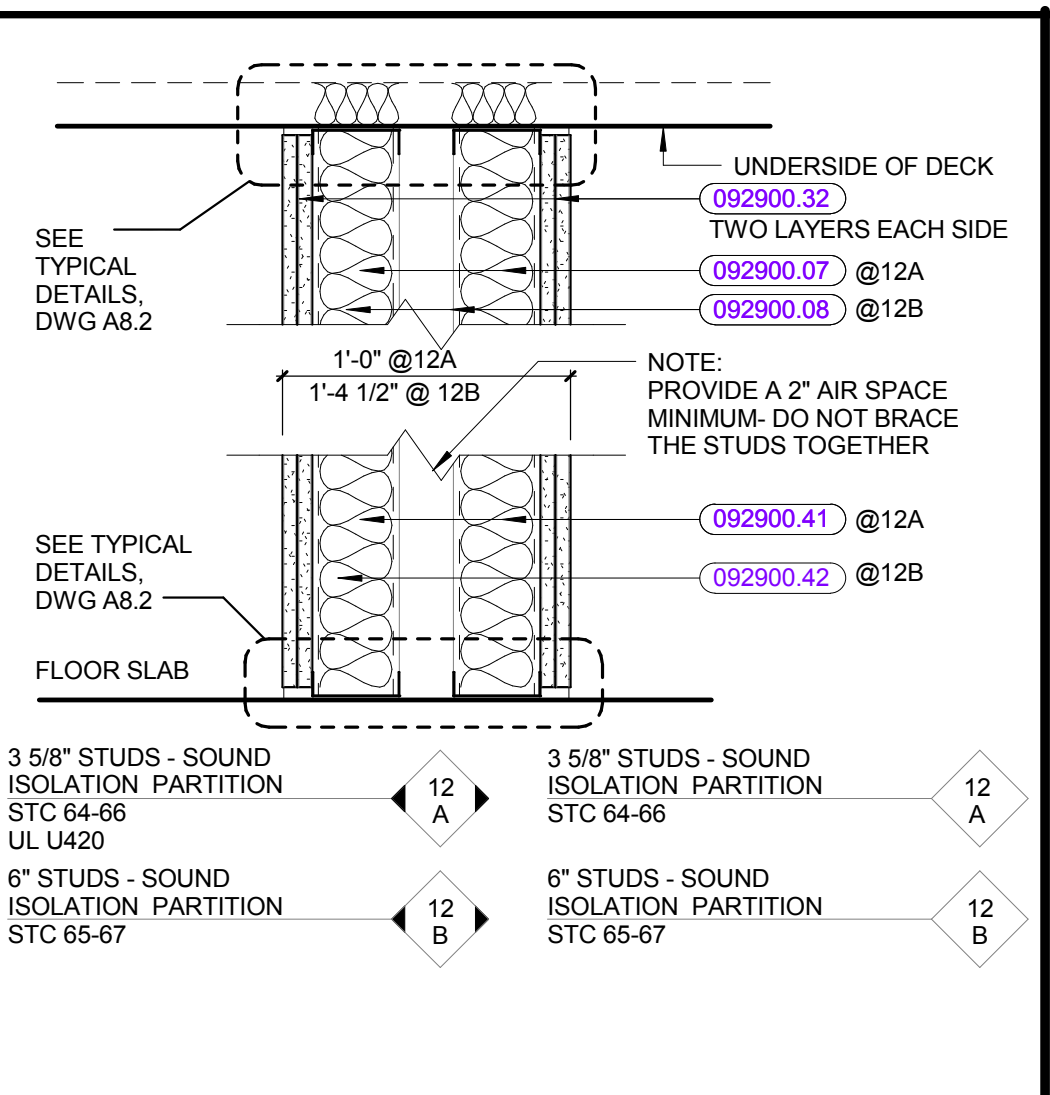 UNDERSIDE OF DECK
092900.32
TWO LAYERS EACH SIDE
092900.07 @12A
092900.08 @12B
SEE
TYPICAL
DETAILS,
DWG A8.2
1'-0" @12A
1'-4 1/2" @ 12B
NOTE:
PROVIDE A 2" AIR SPACE
MINIMUM- DO NOT BRACE
THE STUDS TOGETHER
092900.41 @12A
092900.42 @12B
SEE TYPICAL
DETAILS,
DWG A8.2
FLOOR SLAB
3 5/8" STUDS - SOUND
ISOLATION PARTITION
STC 64-66
UL U420
12
A
3 5/8" STUDS - SOUND
ISOLATION PARTITION
STC 64-66
12
A
6" STUDS - SOUND
ISOLATION PARTITION
STC 65-67
12
B
6" STUDS - SOUND
ISOLATION PARTITION
STC 65-67
12
B